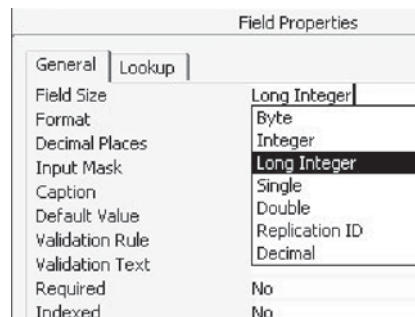 Field Properties
General Lookup
Field Size Long Integer
Format Byte
Decimal Places Integer
Input Mask Long Integer
Caption Single
Default Value Double
Validation Rule Replication ID
Validation Text Decimal
Required No
Indexed No